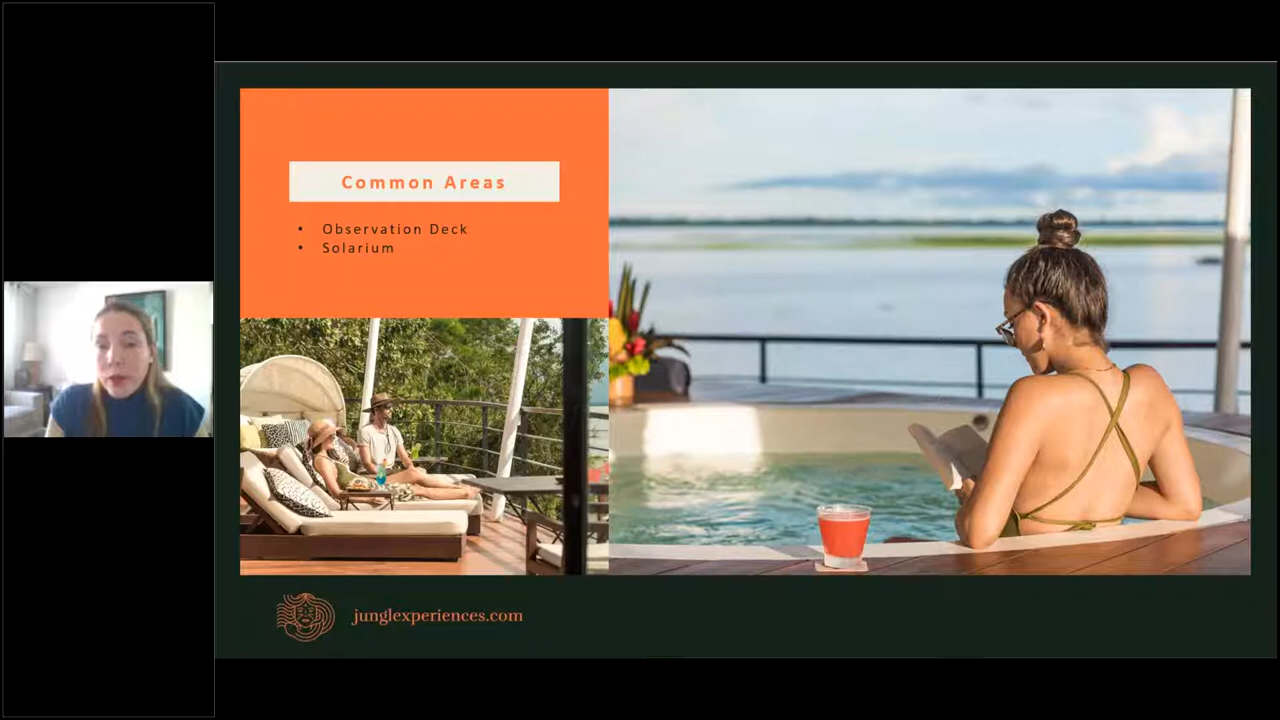 Common Areas
• Observation Deck
• Solarium
junglexperiences.com